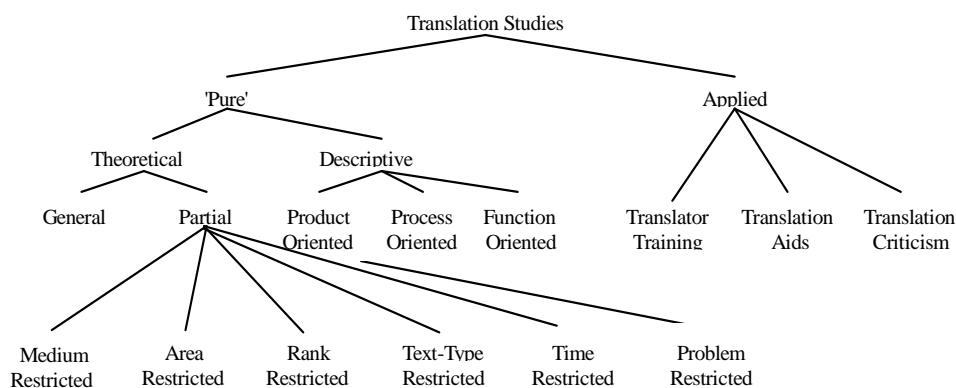 Translation Studies
'Pure' Applied
Theoretical Descriptive
General Partial Product Process Function Translator Translation Translation
Oriented Oriented Oriented Training Aids Criticism
Medium Area Rank Text-Type Time Problem
Restricted Restricted Restricted Restricted Restricted Restricted